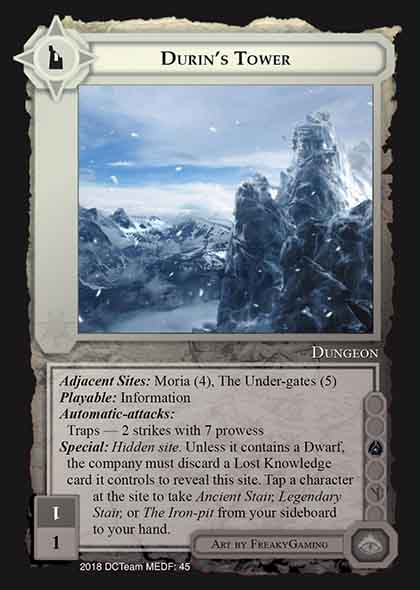 Durin's Tower
Dungeon
Adjacent Sites: Moria (4), The Under-gates (5)
Playable: Information
Automatic-attacks:
Traps — 2 strikes with 7 prowess
Special: Hidden site. Unless it contains a Dwarf,
the company must discard a Lost Knowledge
card it controls to reveal this site. Tap a character
at the site to take Ancient Stair, Legendary
Stair, or The Iron-pit from your sideboard
to your hand.
1
1
Art by FreakyGaming
2018 DCTeam MEDF: 45